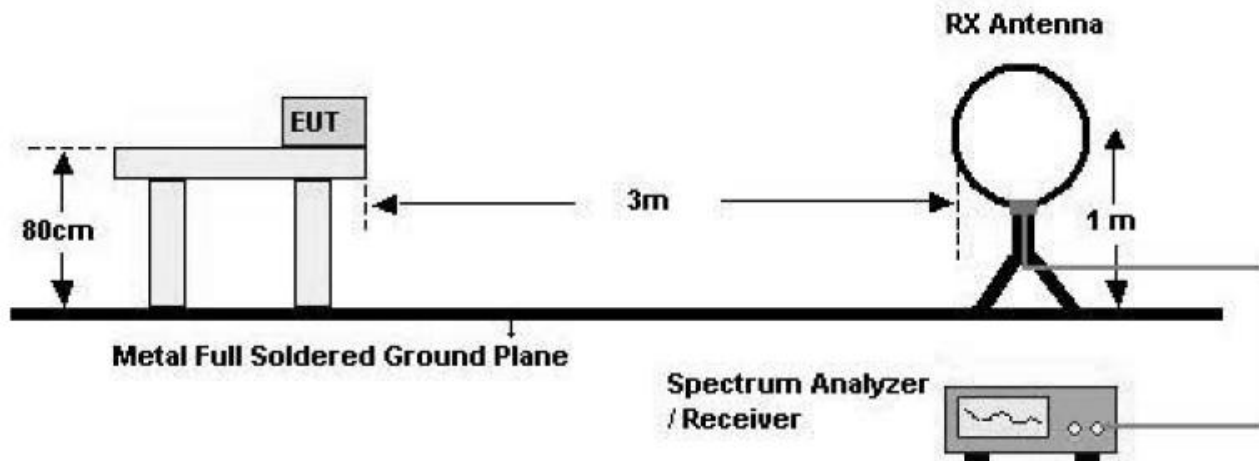 RX Antenna
EUT
80cm
3m
1 m
Metal Full Soldered Ground Plane
Spectrum Analyzer
/ Receiver